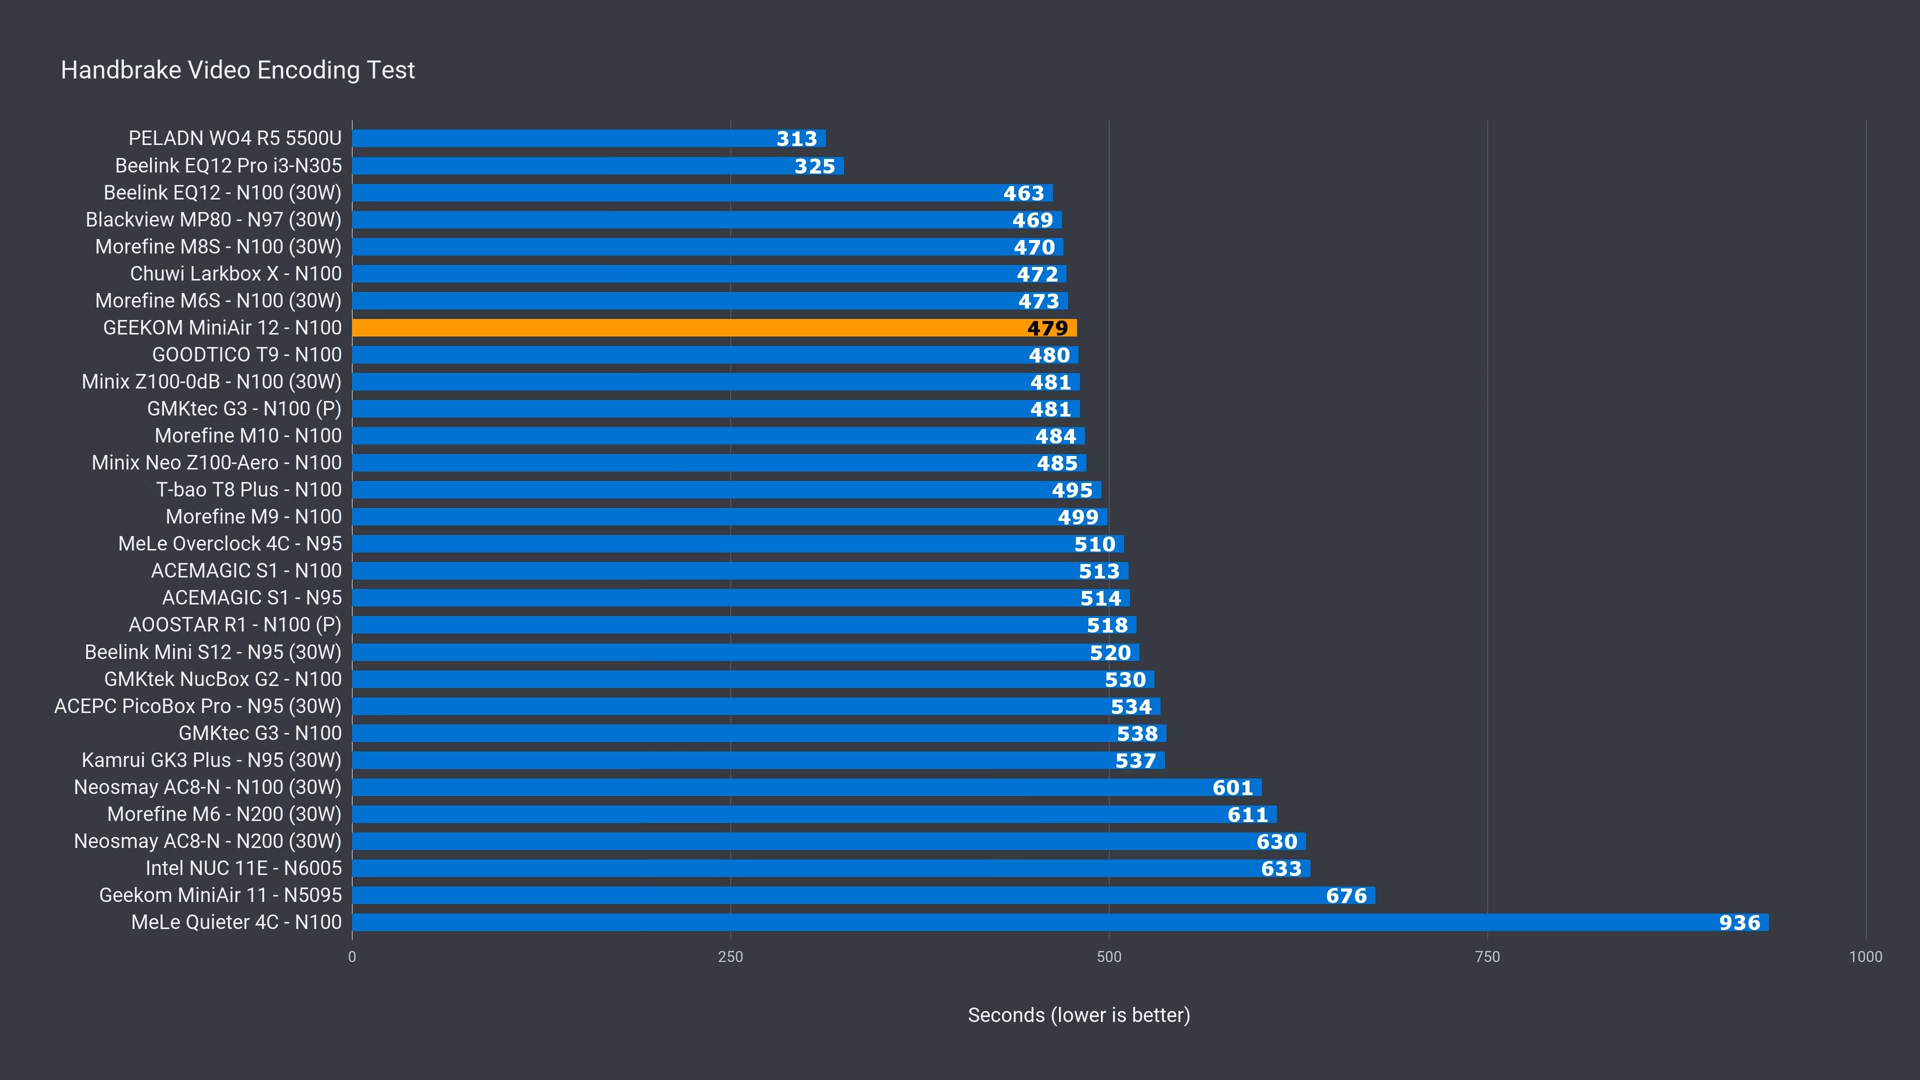 Handbrake Video Encoding Test
PELADN WO4 R5 5500U 313
Beelink EQ12 Pro i3-N305 325
Beelink EQ12 - N100 (30W) 463
Blackview MP80 - N97 (30W) 469
Morefine M8S - N100 (30W) 470
Chuwi Larkbox X - N100 472
Morefine M6S - N100 (30W) 473
GEEKOM MiniAir 12 - N100 479
GOODTICO T9 - N100 480
Minix Z100-0dB - N100 (30W) 481
GMKtec G3 - N100 (P) 481
Morefine M10 - N100 484
Minix Neo Z100-Aero - N100 485
T-bao T8 Plus - N100 495
Morefine M9 - N100 499
MeLe Overclock 4C - N95 510
ACEMAGIC S1 - N100 513
ACEMAGIC S1 - N95 514
AOOSTAR R1 - N100 (P) 518
Beelink Mini S12 - N95 (30W) 520
GMKtek NucBox G2 - N100 530
ACEPC PicoBox Pro - N95 (30W) 534
GMKtec G3 - N100 538
Kamrui GK3 Plus - N95 (30W) 537
Neosmay AC8-N - N100 (30W) 601
Morefine M6 - N200 (30W) 611
Neosmay AC8-N - N200 (30W) 630
Intel NUC 11E - N6005 633
Geekom MiniAir 11 - N5095 676
MeLe Quieter 4C - N100 936
0 250 500 750 1000
Seconds (lower is better)